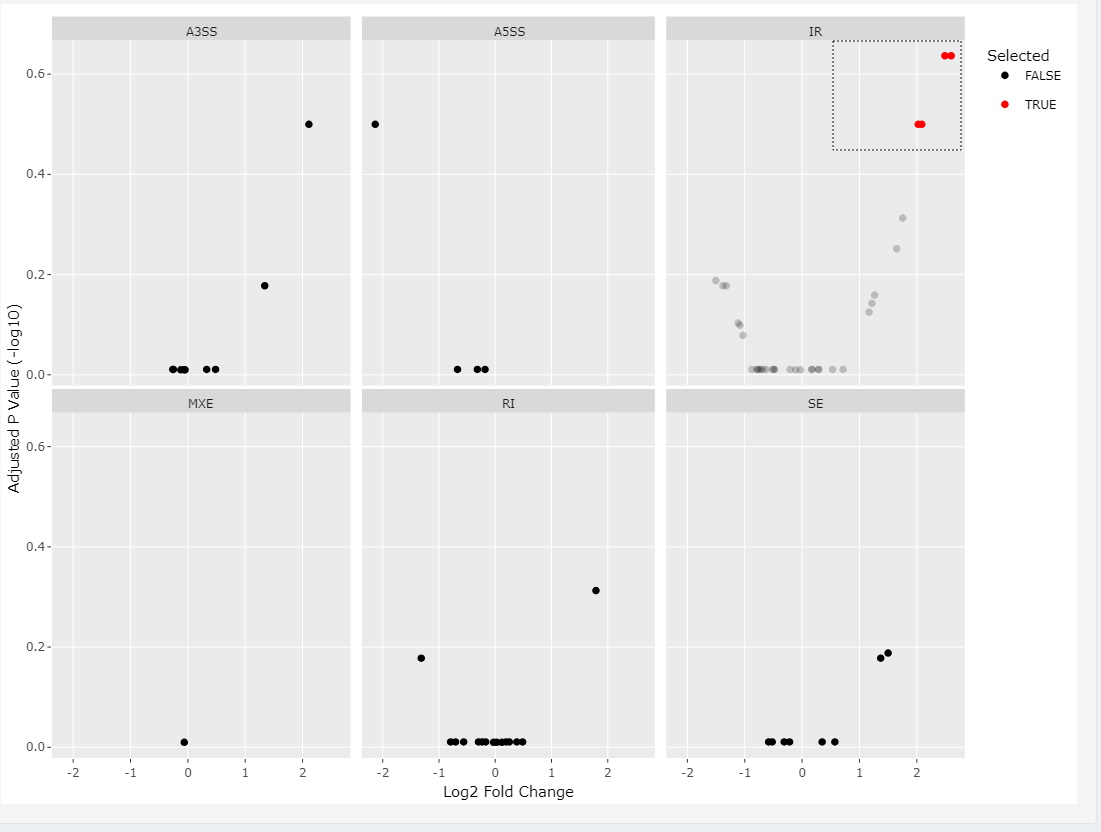 A3SS A5SS IR
Selected
FALSE
TRUE
0.6
0.4
0.2
0.0
Adjusted P Value (-log10)
MXE RI SE
0.6
0.4
0.2
0.0
-2 -1 0 1 2 -2 -1 0 1 2 -2 -1 0 1 2
Log2 Fold Change